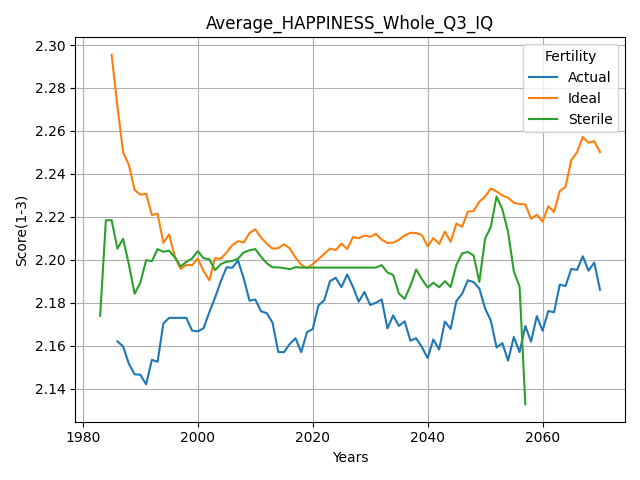 Average_HAPPINESS_Whole_Q3_IQ
Score(1-3)
2.30
2.28
2.26
2.24
2.22
2.20
2.18
2.16
2.14
Fertility
Actual
Ideal
Sterile
1980
2000
2020
2040
2060
Years